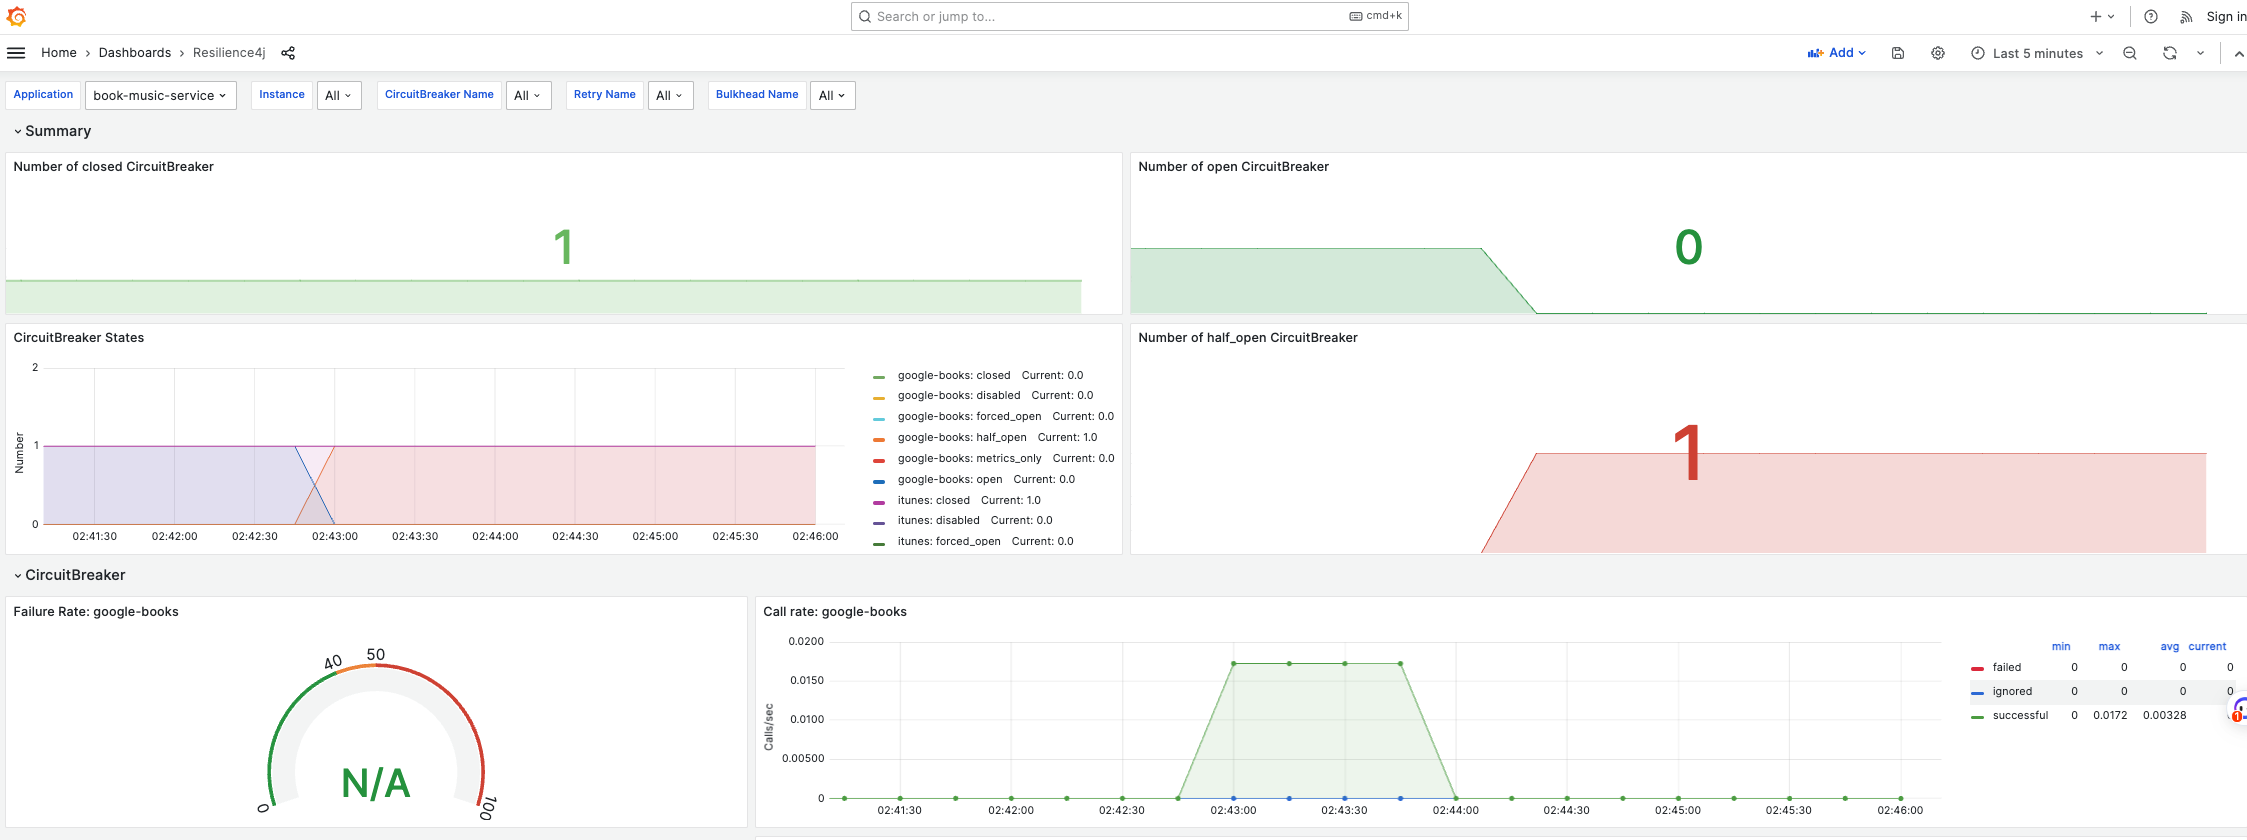 Search or jump to...
cmd+k
Sign in
Home
Dashboards
Resilience4j
Add
Last 5 minutes
Application
book-music-service
Instance
All
CircuitBreaker Name
All
Retry Name
All
Bulkhead Name
All
Summary
Number of closed CircuitBreaker
1
Number of open CircuitBreaker
0
CircuitBreaker States
2
1
0
Number
02:41:30
02:42:00
02:42:30
02:43:00
02:43:30
02:44:00
02:44:30
02:45:00
02:45:30
02:46:00
google-books: closed Current: 0.0
google-books: disabled Current: 0.0
google-books: forced_open Current: 0.0
google-books: half_open Current: 1.0
google-books: metrics_only Current: 0.0
google-books: open Current: 0.0
itunes: closed Current: 1.0
itunes: disabled Current: 0.0
itunes: forced_open Current: 0.0
Number of half_open CircuitBreaker
1
CircuitBreaker
Failure Rate: google-books
0
40
50
100
N/A
Call rate: google-books
0.0200
0.0150
0.0100
0.00500
0
Calls/sec
02:41:30
02:42:00
02:42:30
02:43:00
02:43:30
02:44:00
02:44:30
02:45:00
02:45:30
02:46:00
min max avg current
failed 0 0 0 0
ignored 0 0 0 0
successful 0 0.0172 0.00328
1